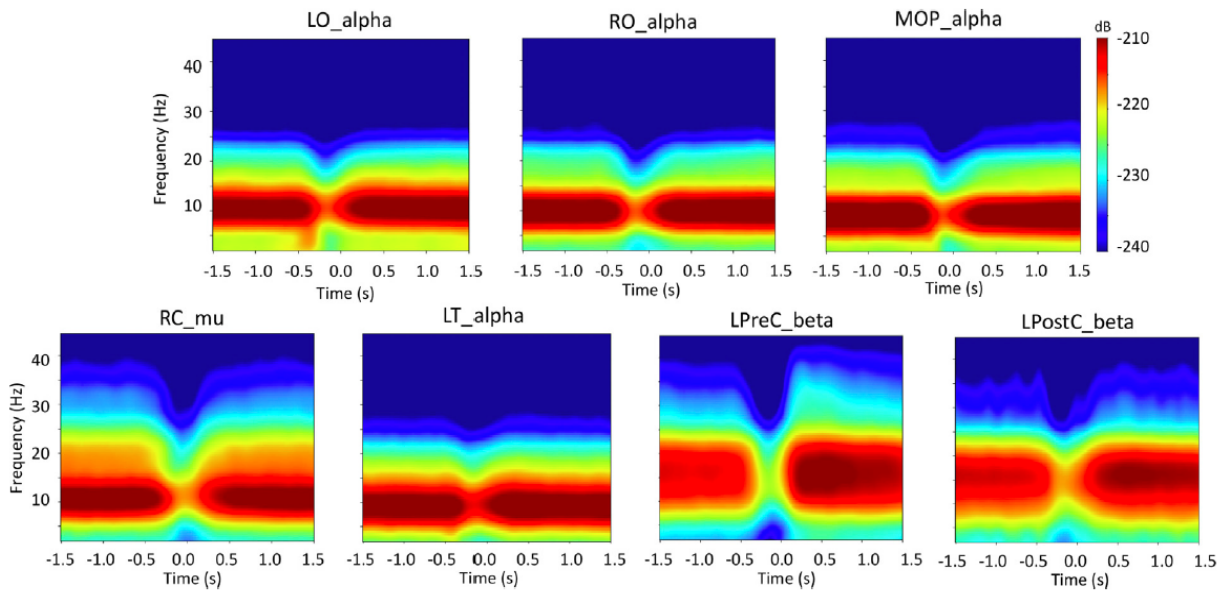 LO_alpha
RO_alpha
MOP_alpha
dB
Frequency (Hz)
40
30
20
10
-210
-220
-230
-240
-1.5 -1.0 -0.5 0.0 0.5 1.0 1.5
-1.5 -1.0 -0.5 0.0 0.5 1.0 1.5
-1.5 -1.0 -0.5 0.0 0.5 1.0 1.5
Time (s)
Time (s)
Time (s)
RC_mu
LT_alpha
LPreC_beta
LPostC_beta
Frequency (Hz)
40
30
20
10
-1.5 -1.0 -0.5 0.0 0.5 1.0 1.5
-1.5 -1.0 -0.5 0.0 0.5 1.0 1.5
-1.5 -1.0 -0.5 0.0 0.5 1.0 1.5
-1.5 -1.0 -0.5 0.0 0.5 1.0 1.5
Time (s)
Time (s)
Time (s)
Time (s)